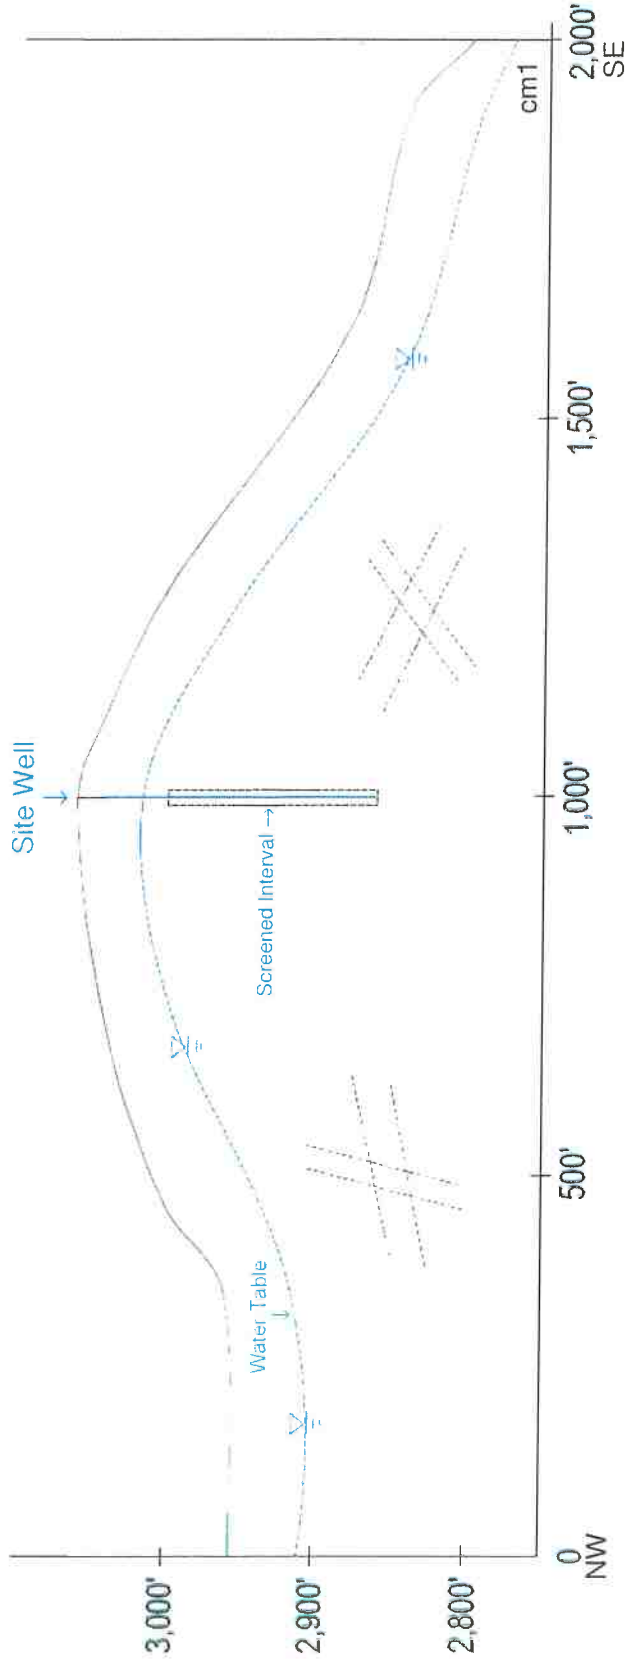 Site Well
3,000'
2,900'
2,800'
Water Table
Screened Interval
cm1
0
500'
1,000'
1,500'
2,000'
NW
SE